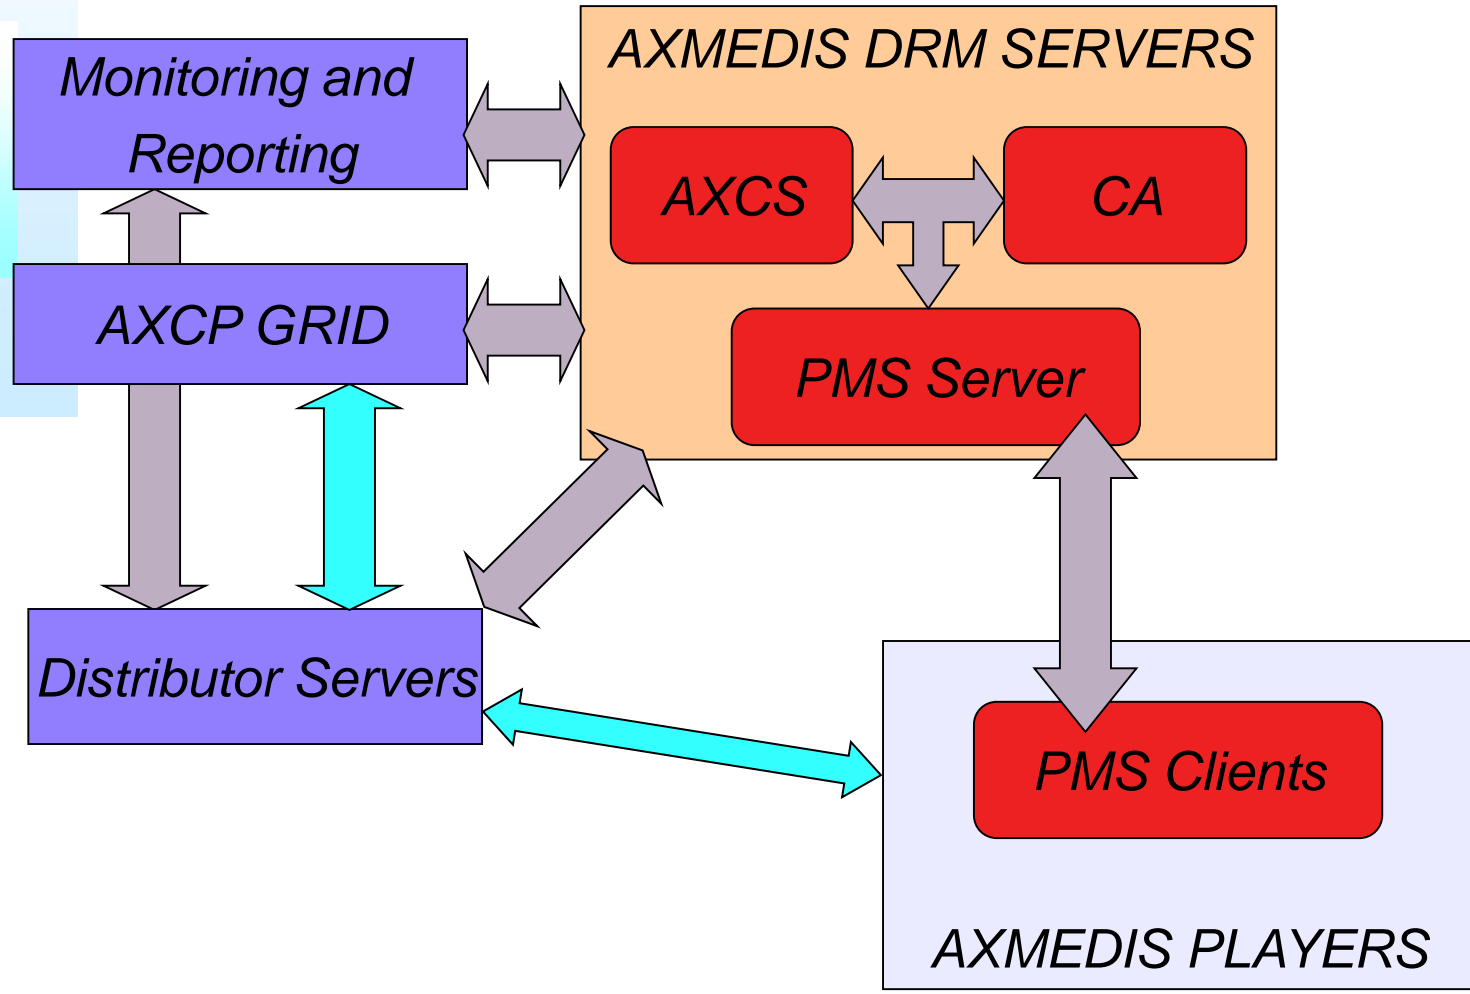 Monitoring and
Reporting
AXMEDIS DRM SERVERS
AXCS
CA
AXCP GRID
PMS Server
Distributor Servers
PMS Clients
AXMEDIS PLAYERS